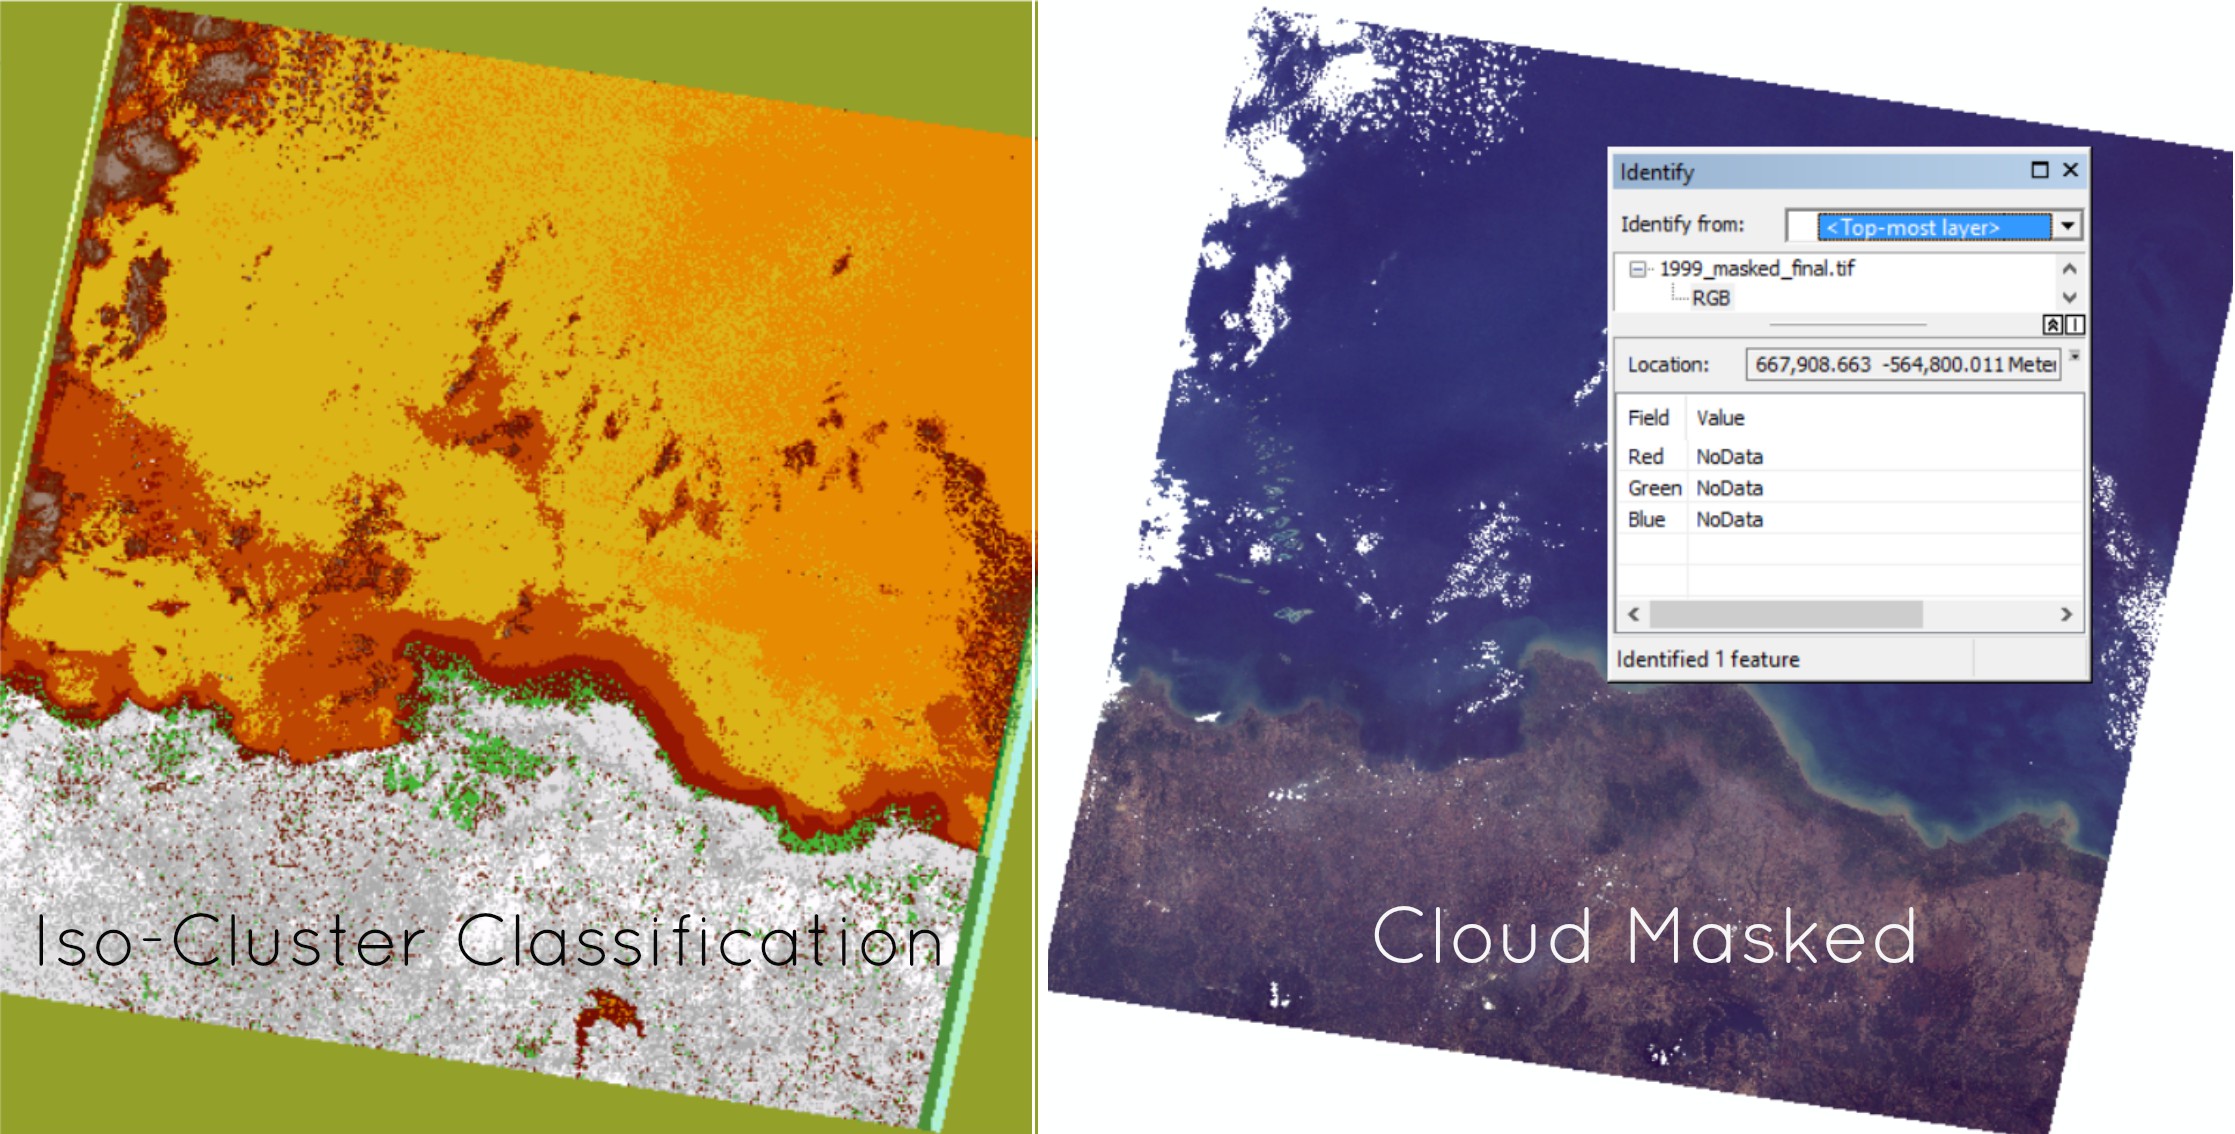 Identify
Identify from: <Top-most layer>
1999_masked_final.tif
RGB
Location: 667,908.663 -564,800.011 Meter
Field Value
Red NoData
Green NoData
Blue NoData
Identified 1 feature
Iso-Cluster Classification
Cloud Masked